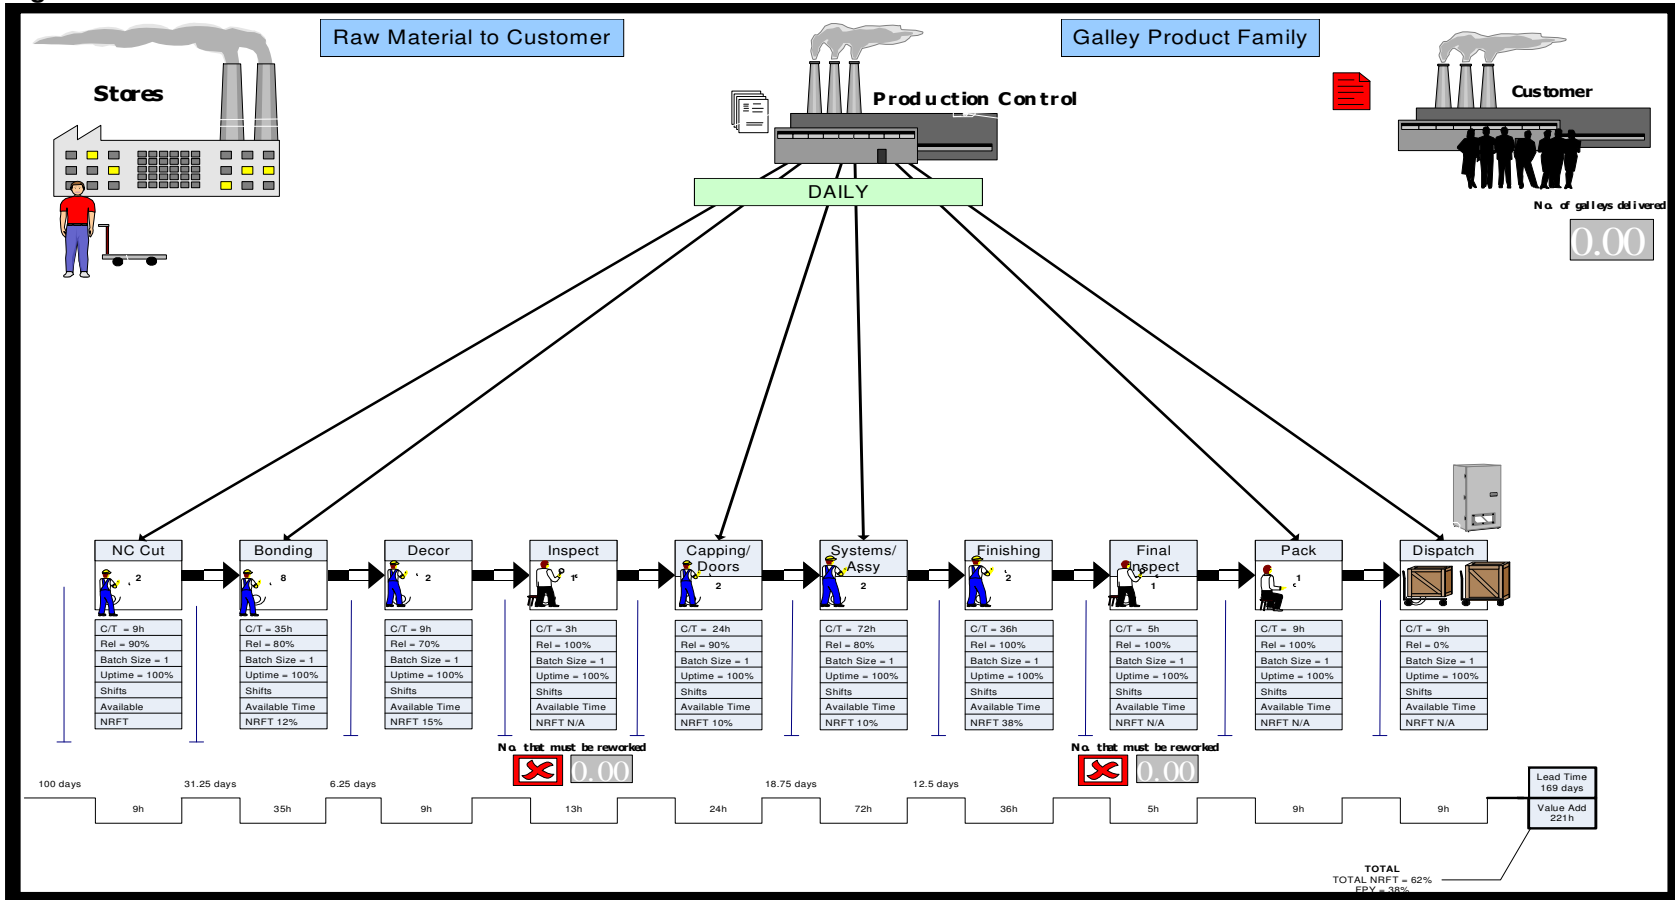 Raw Material to Customer
Galley Product Family
Stores
Production Control
Customer
DAILY
No. of galleys delivered
0.00
NC Cut
2
C/T = 9h
Rel = 90%
Batch Size = 1
Uptime = 100%
Shifts
Available
NRFT
Bonding
8
C/T = 35h
Rel = 80%
Batch Size = 1
Uptime = 100%
Shifts
Available Time
NRFT 12%
Decor
2
C/T = 9h
Rel = 70%
Batch Size = 1
Uptime = 100%
Shifts
Available Time
NRFT 15%
Inspect
1
C/T = 3h
Rel = 100%
Batch Size = 1
Uptime = 100%
Shifts
Available Time
NRFT N/A
Capping/
Doors
2
C/T = 24h
Rel = 90%
Batch Size = 1
Uptime = 100%
Shifts
Available Time
NRFT 10%
Systems/
Assy
2
C/T = 72h
Rel = 80%
Batch Size = 1
Uptime = 100%
Shifts
Available Time
NRFT 10%
Finishing
2
C/T = 36h
Rel = 100%
Batch Size = 1
Uptime = 100%
Shifts
Available Time
NRFT 38%
Final
Inspect
1
C/T = 5h
Rel = 100%
Batch Size = 1
Uptime = 100%
Shifts
Available Time
NRFT N/A
Pack
1
C/T = 9h
Rel = 100%
Batch Size = 1
Uptime = 100%
Shifts
Available Time
NRFT N/A
Dispatch
C/T = 9h
Rel = 0%
Batch Size = 1
Uptime = 100%
Shifts
Available Time
NRFT N/A
No. that must be reworked
0.00
No. that must be reworked
0.00
100 days
31.25 days
6.25 days
18.75 days
12.5 days
9h
35h
9h
13h
24h
72h
36h
5h
9h
9h
Lead Time
169 days
Value Add
221h
TOTAL
TOTAL NRFT = 62%
FPY = 38%